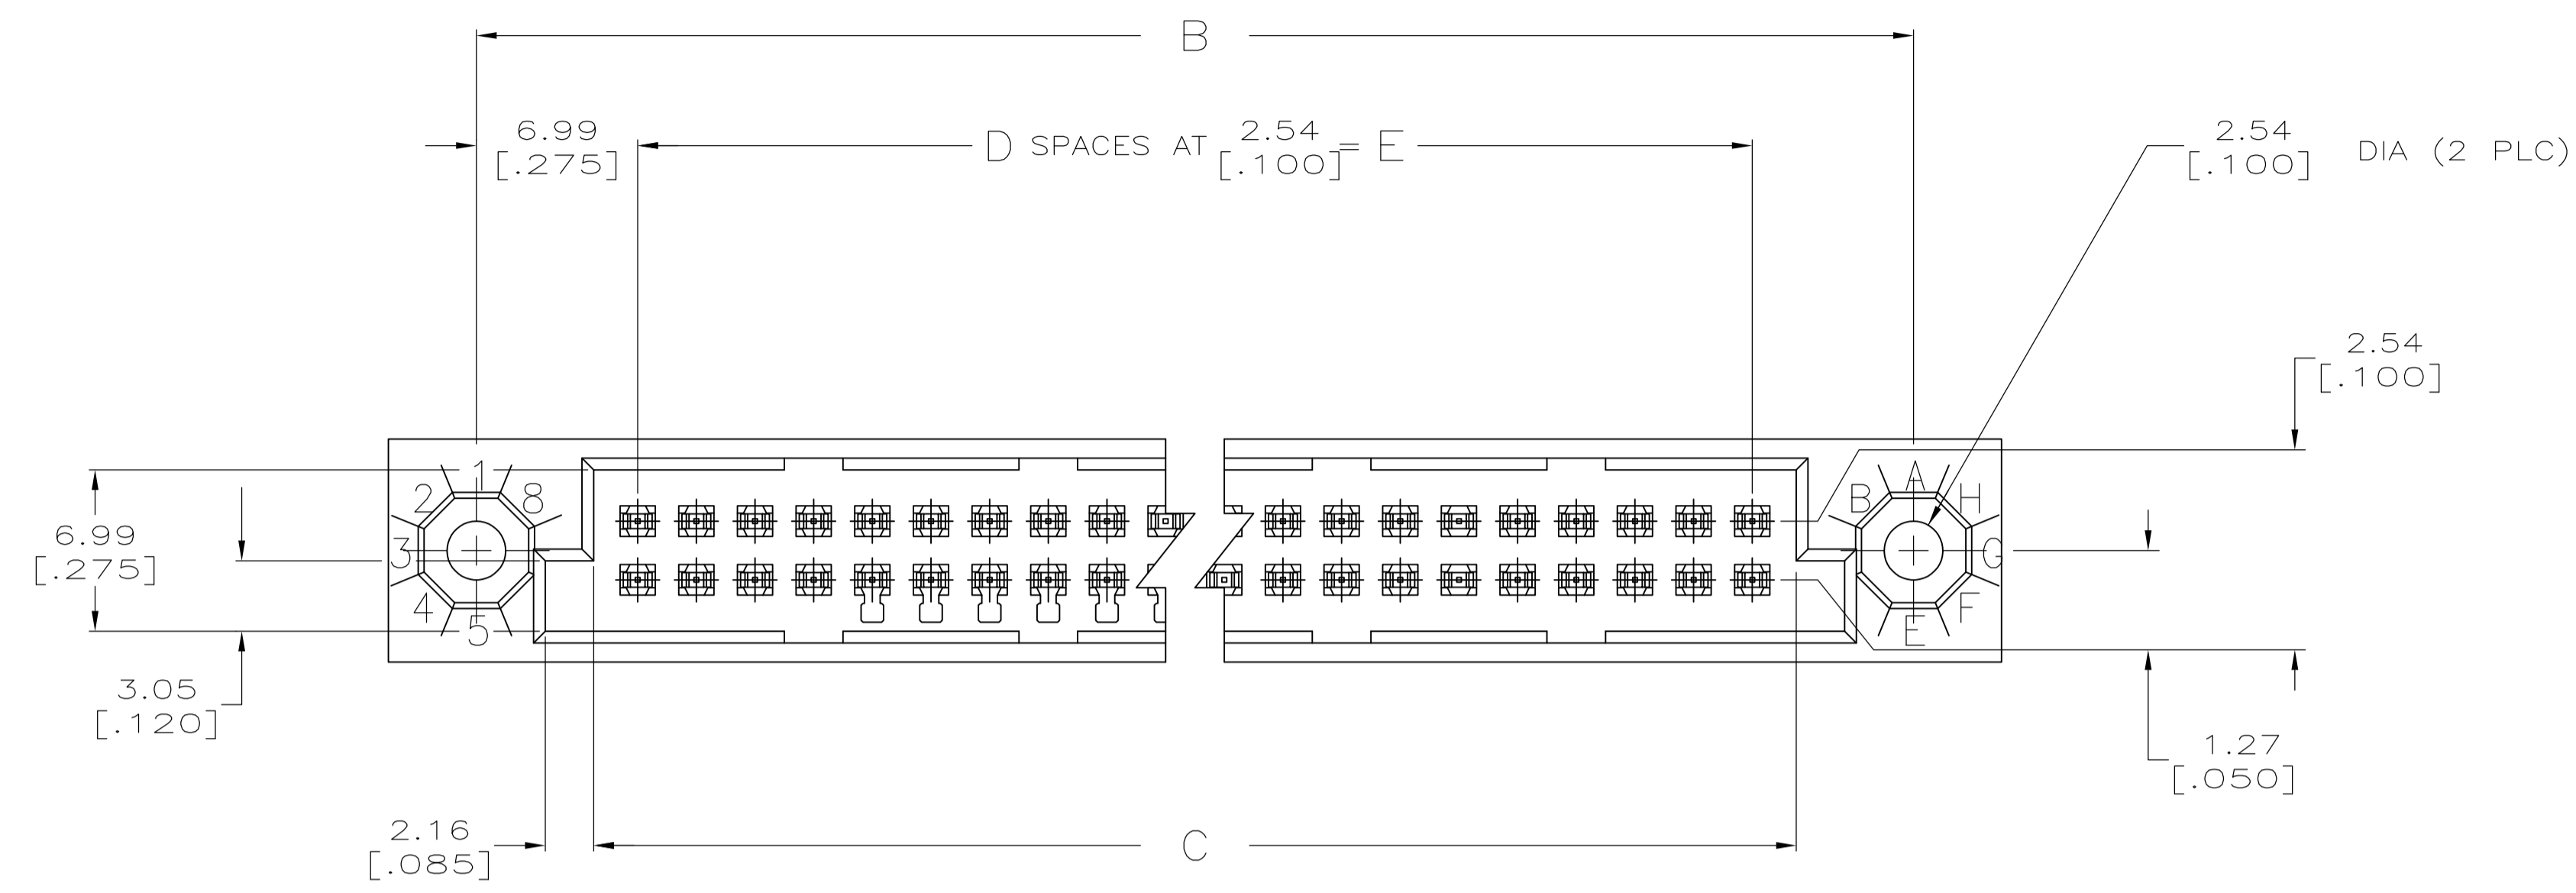 B
6.99
[.275]
D SPACES AT 2.54 [.100] = E
2.54
[.100] DIA (2 PLC)
2.54
[.100]
1
2 8
3
4
5
A
B H
G
F
E
6.99
[.275]
3.05
[.120]
1.27
[.050]
2.16
[.085]
C